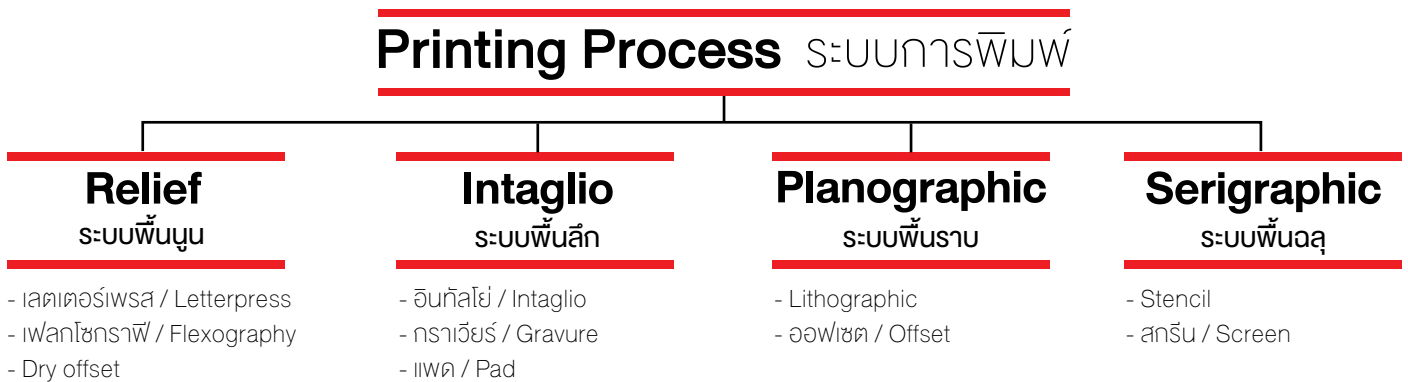 Printing Process ระบบการพิมพ์
Relief
ระบบพื้นนูน
- เลตเตอร์เพรส / Letterpress
- เฟลกโซกราฟี / Flexography
- Dry offset
Intaglio
ระบบพื้นลึก
- อินทัลโย่ / Intaglio
- กราเวียร์ / Gravure
- แพด / Pad
Planographic
ระบบพื้นราบ
- Lithographic
- ออฟเซต / Offset
Serigraphic
ระบบพื้นฉลุ
- Stencil
- สกรีน / Screen